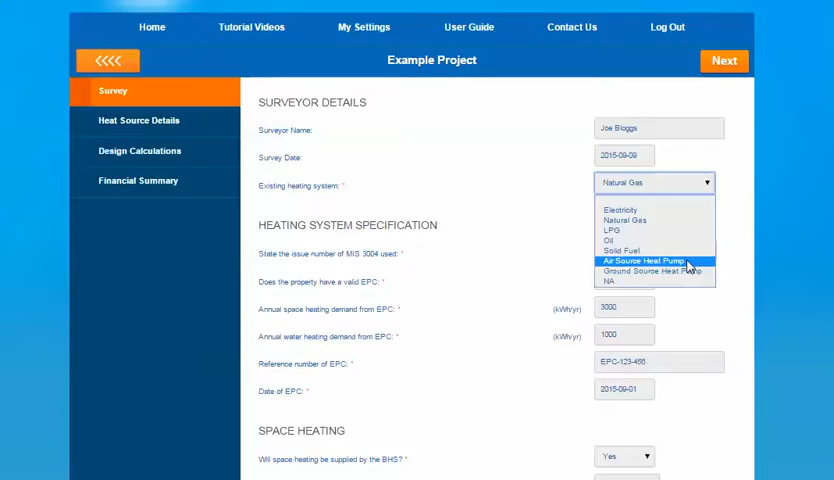 Home Tutorial Videos My Settings User Guide Contact Us Log Out
<<<< Example Project Next
Survey
Heat Source Details
Design Calculations
Financial Summary
SURVEYOR DETAILS
Surveyor Name: Joe Bloggs
Survey Date: 2015-09-09
Existing heating system: * Natural Gas
Electricity
Natural Gas
LPG
Oil
Solid Fuel
Air Source Heat Pump
Ground Source Heat Pump
NA
HEATING SYSTEM SPECIFICATION
State the issue number of MIS 3004 used: *
Does the property have a valid EPC: *
Annual space heating demand from EPC: * (kWh/yr) 3000
Annual water heating demand from EPC: * (kWh/yr) 1000
Reference number of EPC: * EPC-123-456
Date of EPC: * 2015-09-01
SPACE HEATING
Will space heating be supplied by the BHS? * Yes